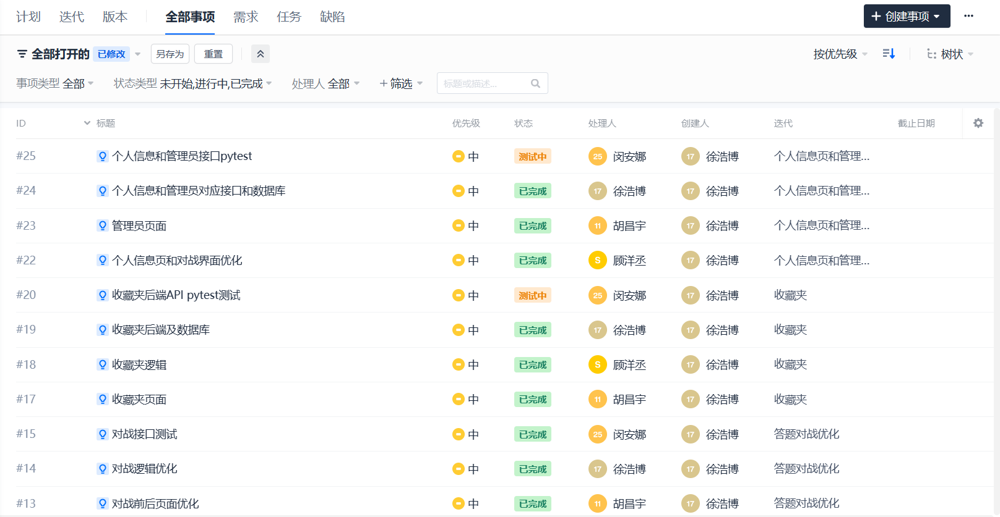 计划 迭代 版本 全部事项 需求 任务 缺陷 创建事项
全部打开的 已修改 另存为 重置 按优先级 树状
事项类型 全部 状态类型 未开始,进行中,已完成 处理人 全部 + 筛选 标题或描述...
ID 标题 优先级 状态 处理人 创建人 迭代 截止日期
#25 个人信息和管理员接口pytest 中 测试中 25 闵安娜 17 徐浩博 个人信息页和管理...
#24 个人信息和管理员对应接口和数据库 中 已完成 17 徐浩博 17 徐浩博 个人信息页和管理...
#23 管理员页面 中 已完成 11 胡昌宇 17 徐浩博 个人信息页和管理...
#22 个人信息页和对战界面优化 中 已完成 S 顾洋丞 17 徐浩博 个人信息页和管理...
#20 收藏夹后端API pytest测试 中 测试中 25 闵安娜 17 徐浩博 收藏夹
#19 收藏夹后端及数据库 中 已完成 17 徐浩博 17 徐浩博 收藏夹
#18 收藏夹逻辑 中 已完成 S 顾洋丞 17 徐浩博 收藏夹
#17 收藏夹页面 中 已完成 11 胡昌宇 17 徐浩博 收藏夹
#15 对战接口测试 中 已完成 25 闵安娜 17 徐浩博 答题对战优化
#14 对战逻辑优化 中 已完成 17 徐浩博 17 徐浩博 答题对战优化
#13 对战前后页面优化 中 已完成 11 胡昌宇 17 徐浩博 答题对战优化